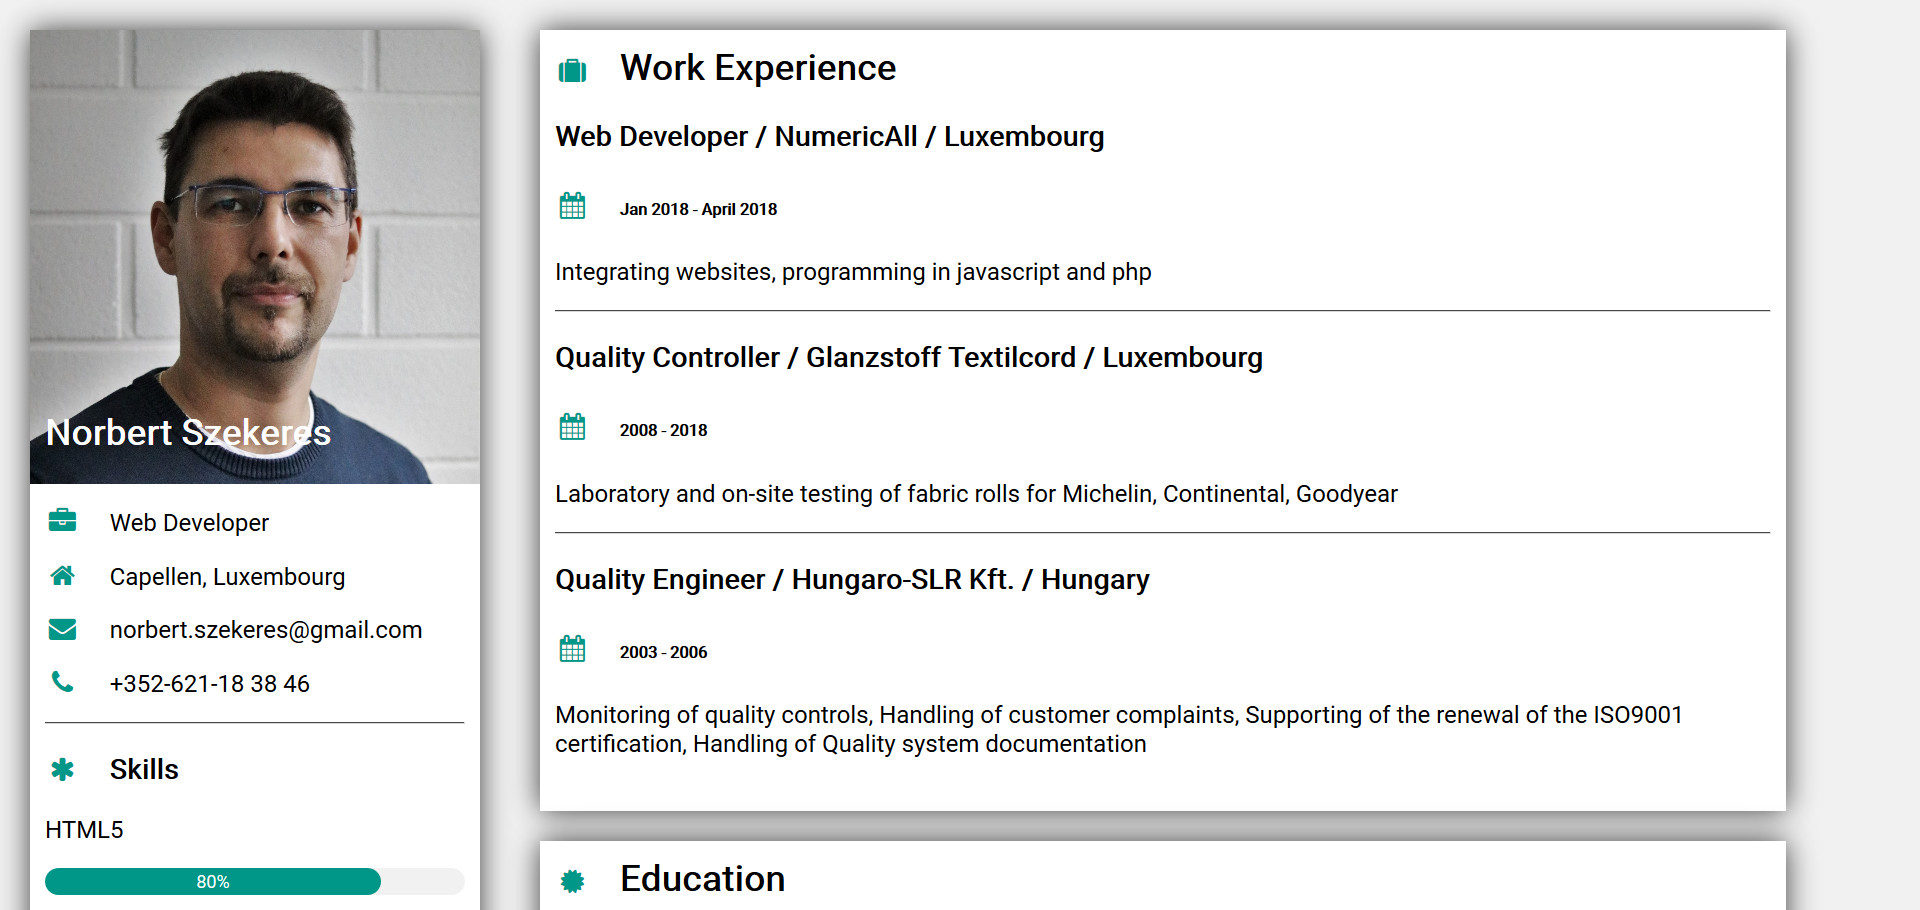 Norbert Szekeres
Web Developer
Capellen, Luxembourg
norbert.szekeres@gmail.com
+352-621-18 38 46
Skills
HTML5
80%
Work Experience
Web Developer / NumericAll / Luxembourg
Jan 2018 - April 2018
Integrating websites, programming in javascript and php
Quality Controller / Glanzstoff Textilcord / Luxembourg
2008 - 2018
Laboratory and on-site testing of fabric rolls for Michelin, Continental, Goodyear
Quality Engineer / Hungaro-SLR Kft. / Hungary
2003 - 2006
Monitoring of quality controls, Handling of customer complaints, Supporting of the renewal of the ISO9001
certification, Handling of Quality system documentation
Education